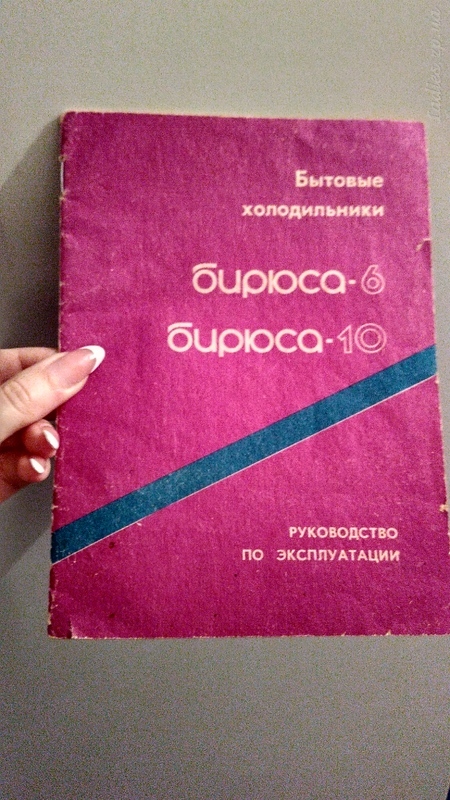 Бытовые
холодильники
бирюса-6
бирюса-10
РУКОВОДСТВО
ПО ЭКСПЛУАТАЦИИ